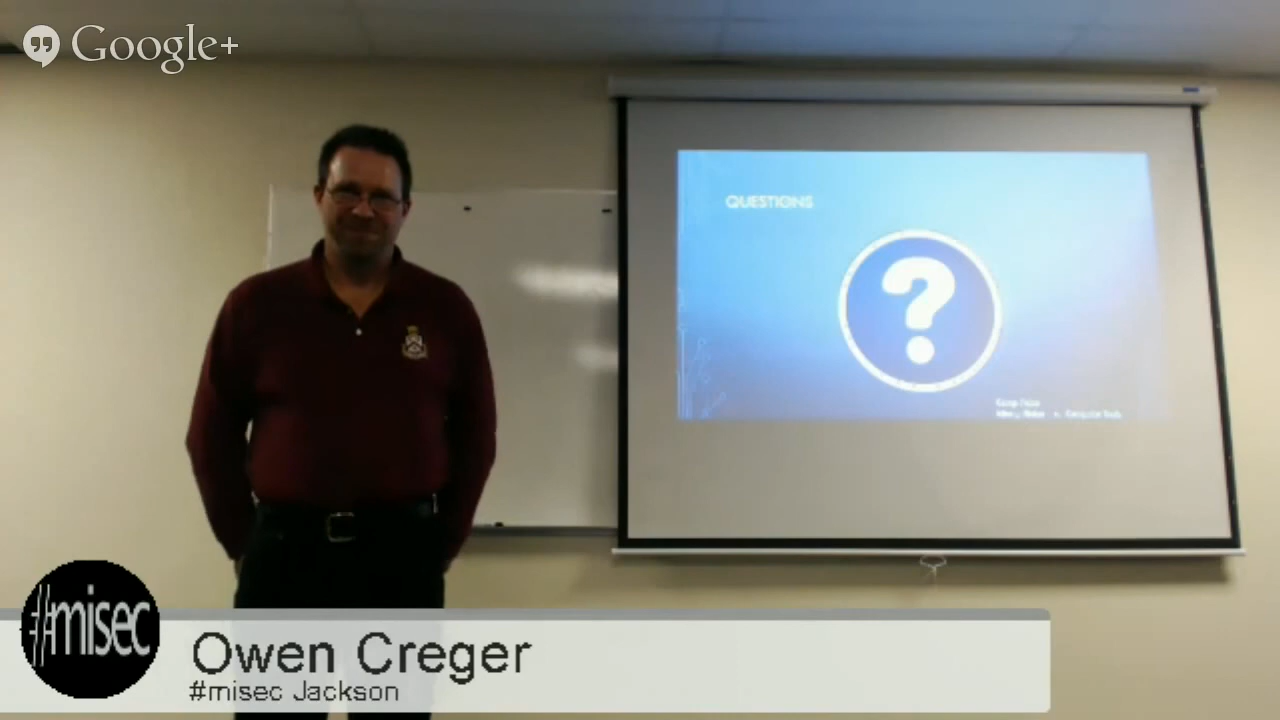 Google+
QUESTIONS
?
#misec
Owen Creger
#misec Jackson